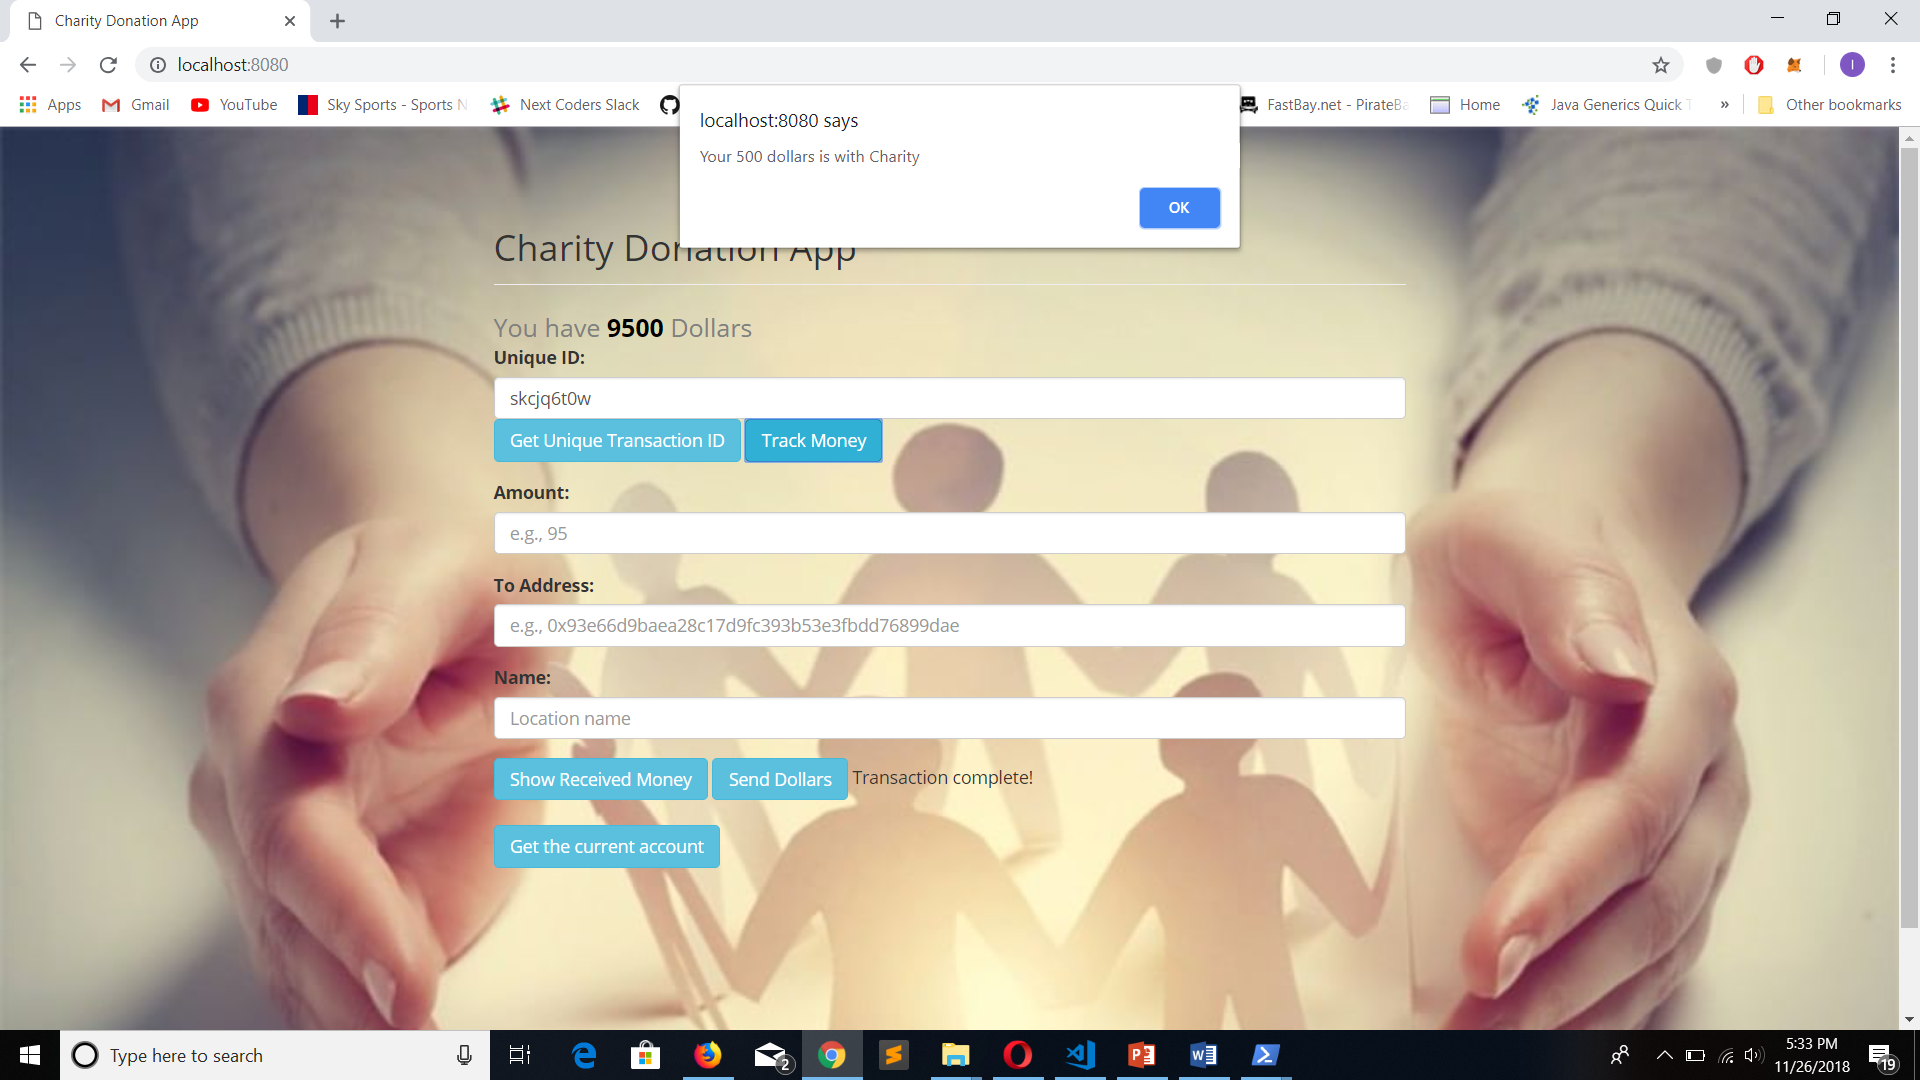 Charity Donation App
localhost:8080
Apps
Gmail
YouTube
Sky Sports - Sports N
Next Coders Slack
FastBay.net - PirateBa
Home
Java Generics Quick T
»
Other bookmarks
I
localhost:8080 says
Your 500 dollars is with Charity
OK
Charity Donation App
You have 9500 Dollars
Unique ID:
skcjq6t0w
Get Unique Transaction ID
Track Money
Amount:
e.g., 95
To Address:
e.g., 0x93e66d9baea28c17d9fc393b53e3fbdd76899dae
Name:
Location name
Show Received Money
Send Dollars
Transaction complete!
Get the current account
Type here to search
2
5:33 PM
11/26/2018
19